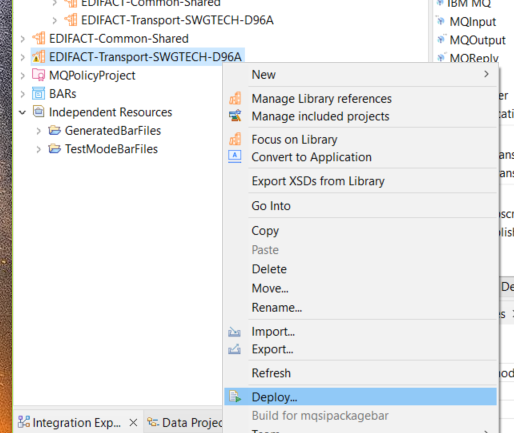 EDIFACT-Common-Shared
EDIFACT-Transport-SWGTECH-D96A
EDIFACT-Common-Shared
EDIFACT-Transport-SWGTECH-D96A
MQPolicyProject
BARs
Independent Resources
GeneratedBarFiles
TestModeBarFiles
IBM MQ
MQInput
MQOutput
MQReply
New
Manage Library references
Manage included projects
Focus on Library
Convert to Application
Export XSDs from Library
Go Into
Copy
Paste
Delete
Move...
Rename...
Import...
Export...
Refresh
Deploy...
Build for mqsipackagebar
Team
Integration Exp...
Data Projec